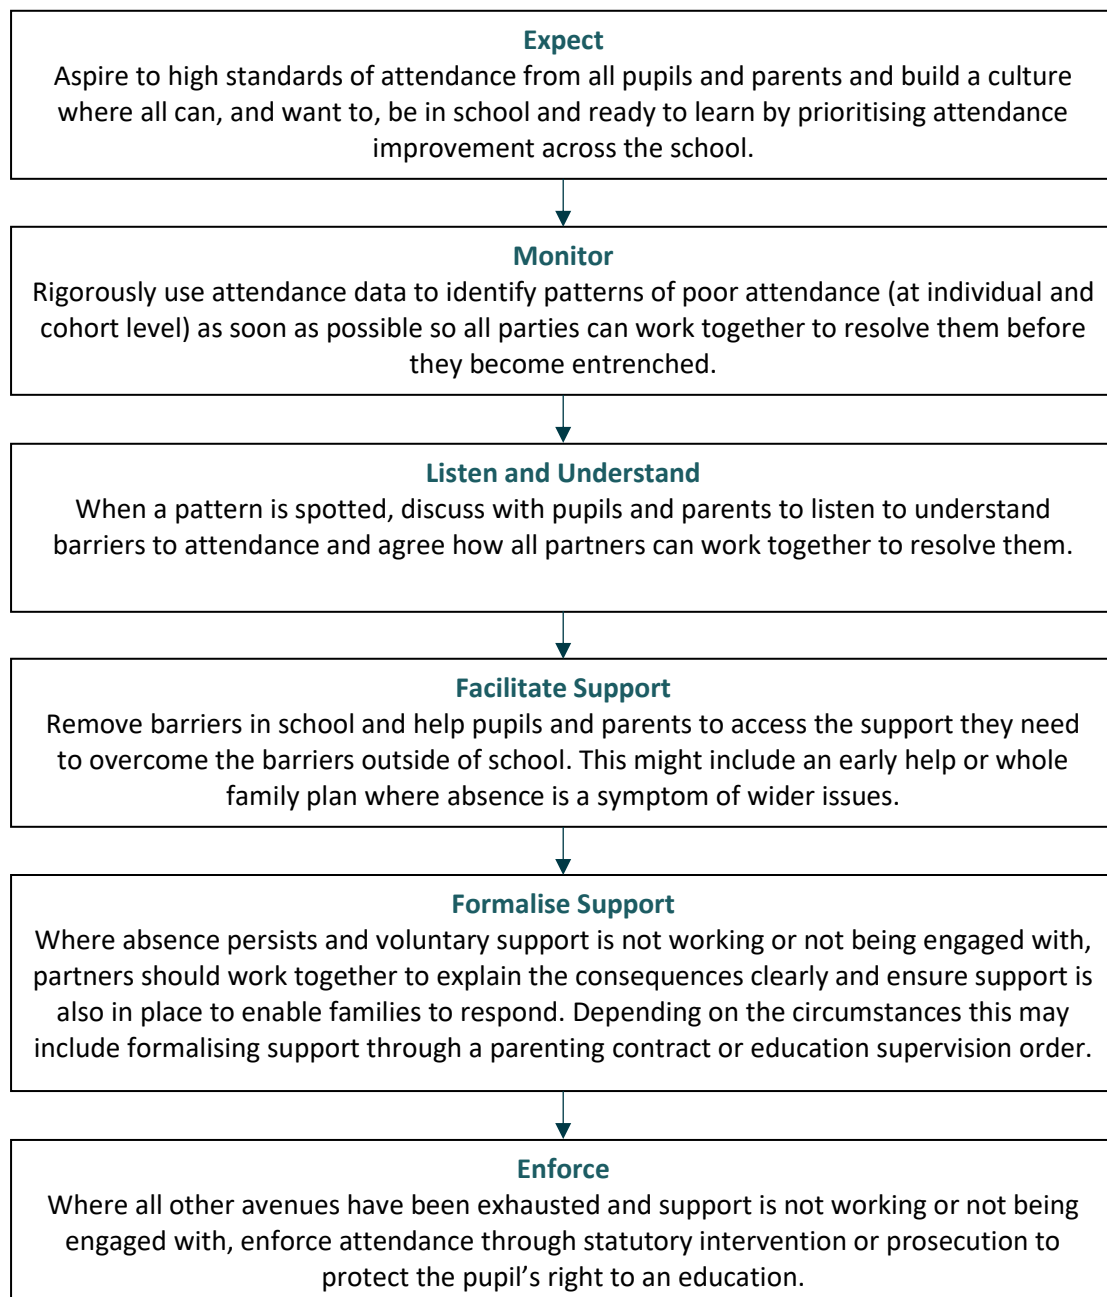 Expect
Aspire to high standards of attendance from all pupils and parents and build a culture
where all can, and want to, be in school and ready to learn by prioritising attendance
improvement across the school.
Monitor
Rigorously use attendance data to identify patterns of poor attendance (at individual and
cohort level) as soon as possible so all parties can work together to resolve them before
they become entrenched.
Listen and Understand
When a pattern is spotted, discuss with pupils and parents to listen to understand
barriers to attendance and agree how all partners can work together to resolve them.
Facilitate Support
Remove barriers in school and help pupils and parents to access the support they need
to overcome the barriers outside of school. This might include an early help or whole
family plan where absence is a symptom of wider issues.
Formalise Support
Where absence persists and voluntary support is not working or not being engaged with,
partners should work together to explain the consequences clearly and ensure support is
also in place to enable families to respond. Depending on the circumstances this may
include formalising support through a parenting contract or education supervision order.
Enforce
Where all other avenues have been exhausted and support is not working or not being
engaged with, enforce attendance through statutory intervention or prosecution to
protect the pupil’s right to an education.